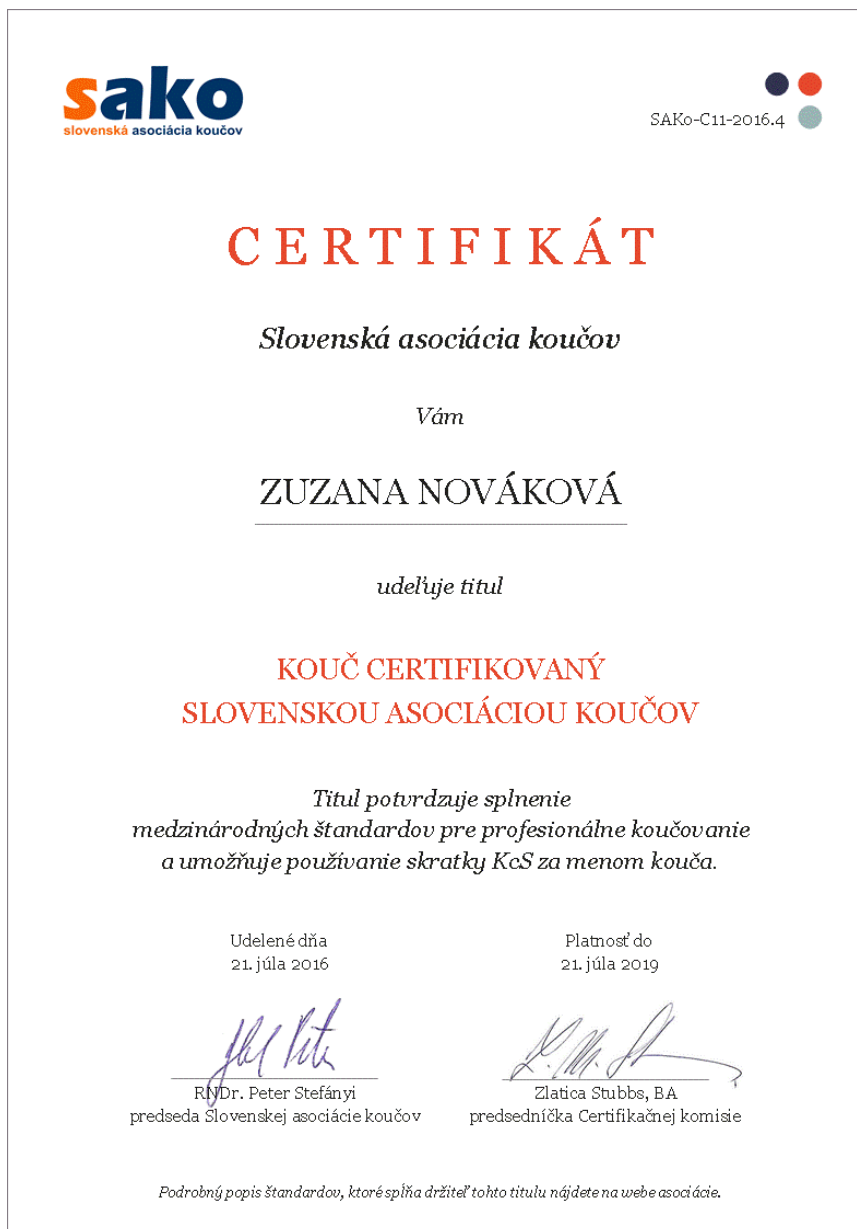 sako
slovenská asociácia koučov
SAKo-C11-2016.4
CERTIFIKÁT
Slovenská asociácia koučov
Vám
ZUZANA NOVÁKOVÁ
udeľuje titul
KOUČ CERTIFIKOVANÝ
SLOVENSKOU ASOCIÁCIOU KOUČOV
Titul potvrdzuje splnenie
medzinárodných štandardov pre profesionálne koučovanie
a umožňuje používanie skratky KcS za menom kouča.
Udelené dňa
21. júla 2016
Platnosť do
21. júla 2019
RNDr. Peter Stefányi
predseda Slovenskej asociácie koučov
Zlatica Stubbs, BA
predsedníčka Certifikačnej komisie
Podrobný popis štandardov, ktoré spĺňa držiteľ tohto titulu nájdete na webe asociácie.